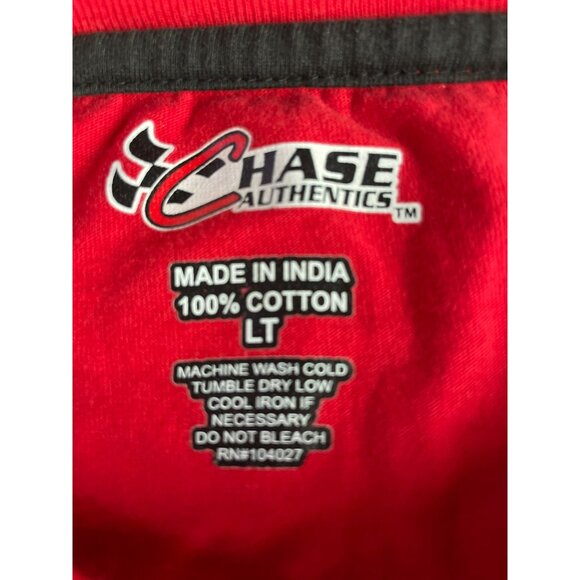 CHASE
AUTHENTICS™
MADE IN INDIA
100% COTTON
LT
MACHINE WASH COLD
TUMBLE DRY LOW
COOL IRON IF
NECESSARY
DO NOT BLEACH
RN#104027